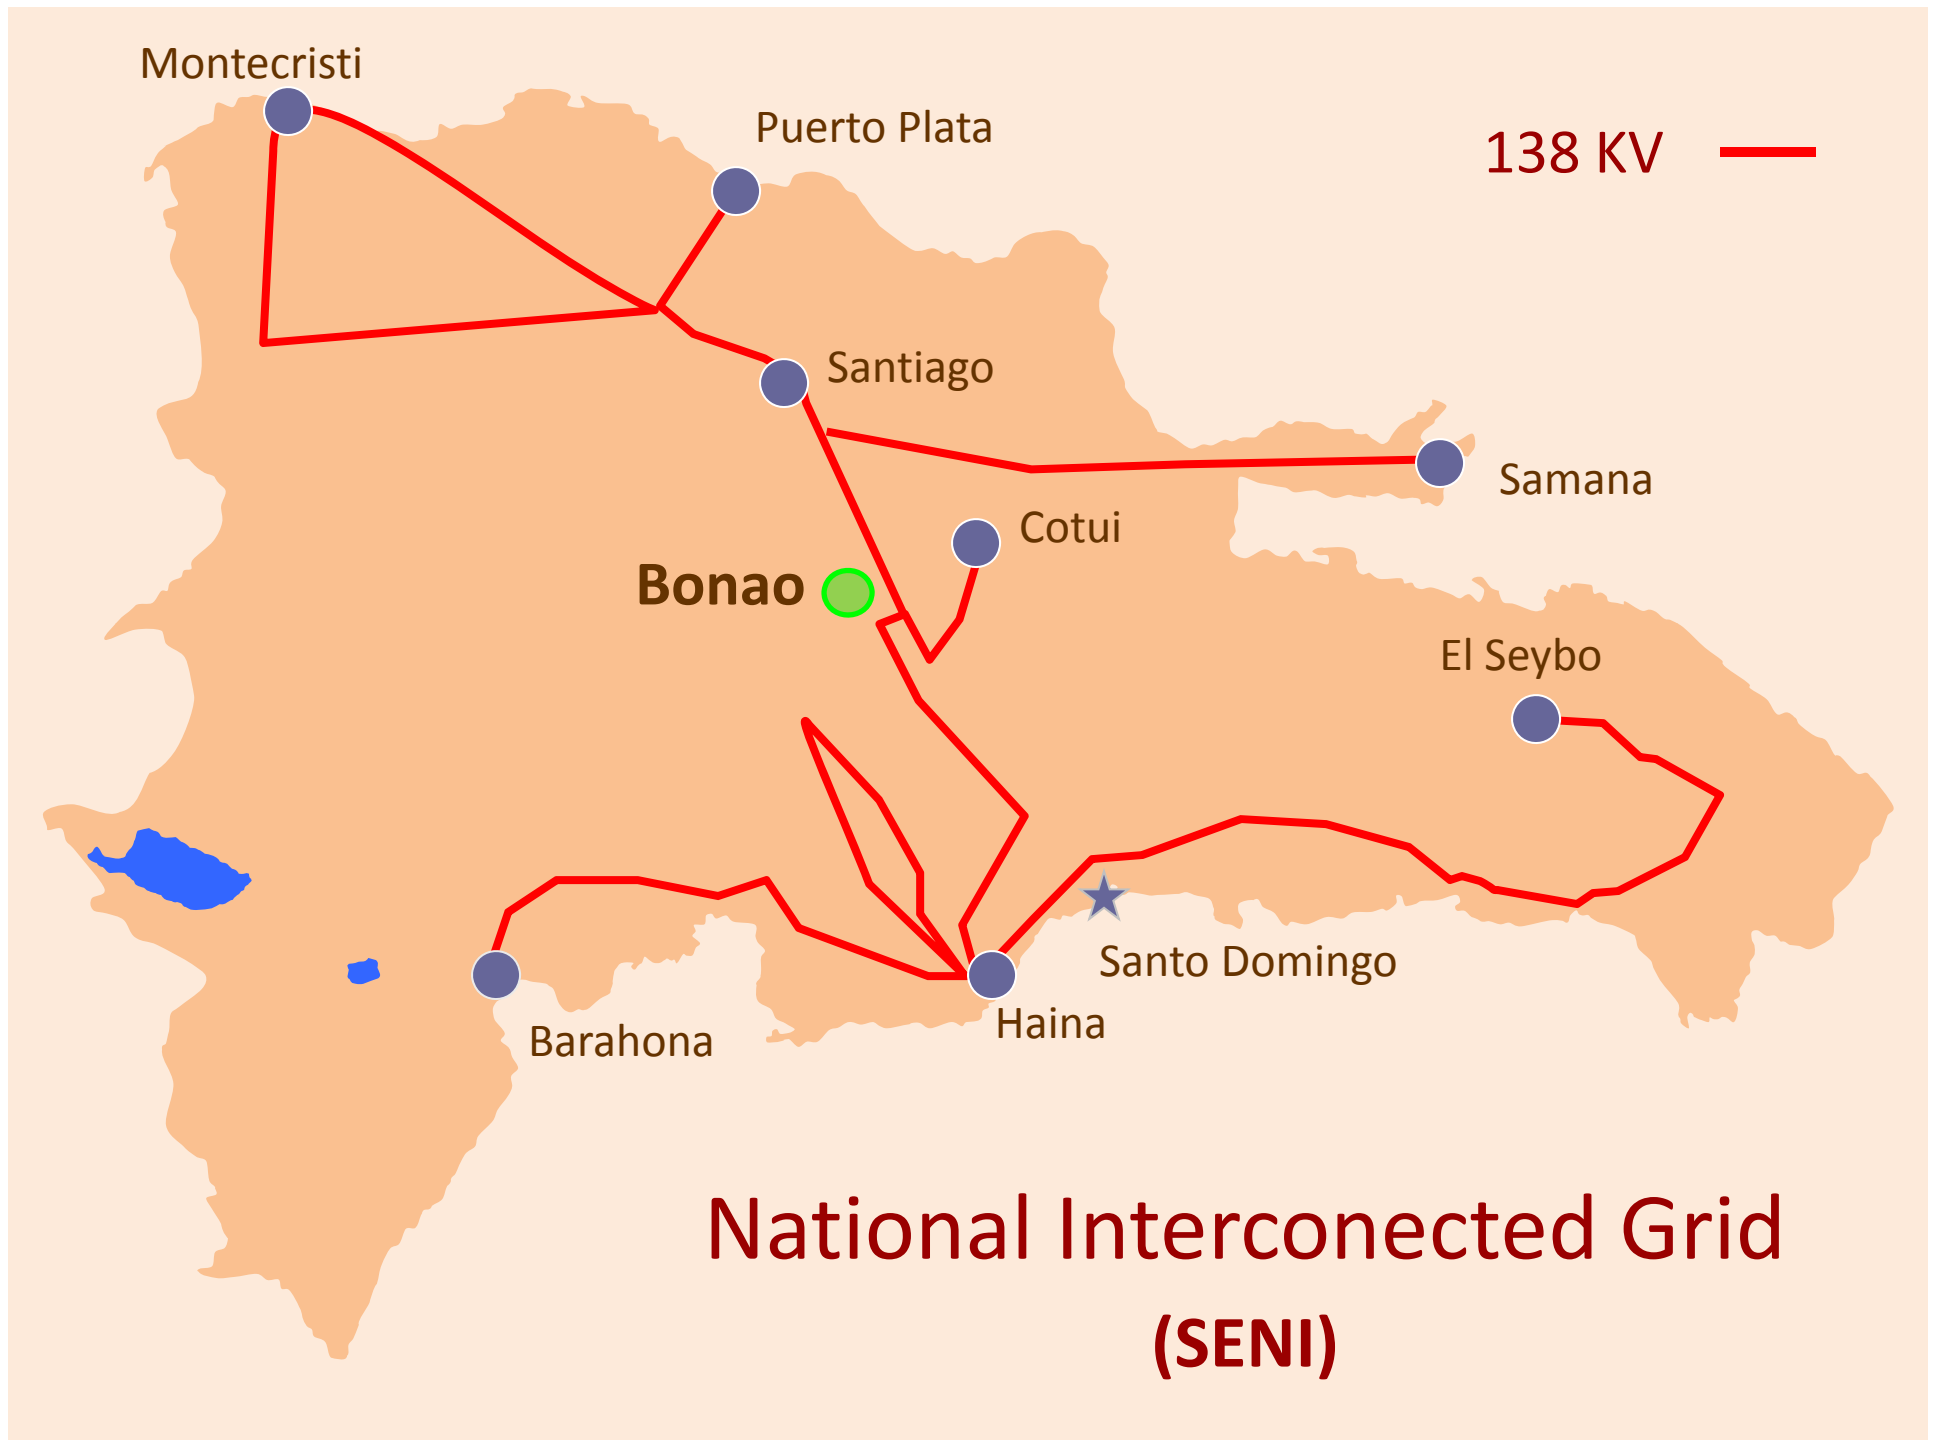 Montecristi
Puerto Plata
138 KV
Santiago
Samana
Cotui
Bonao
El Seybo
Santo Domingo
Haina
Barahona
National Interconected Grid
(SENI)